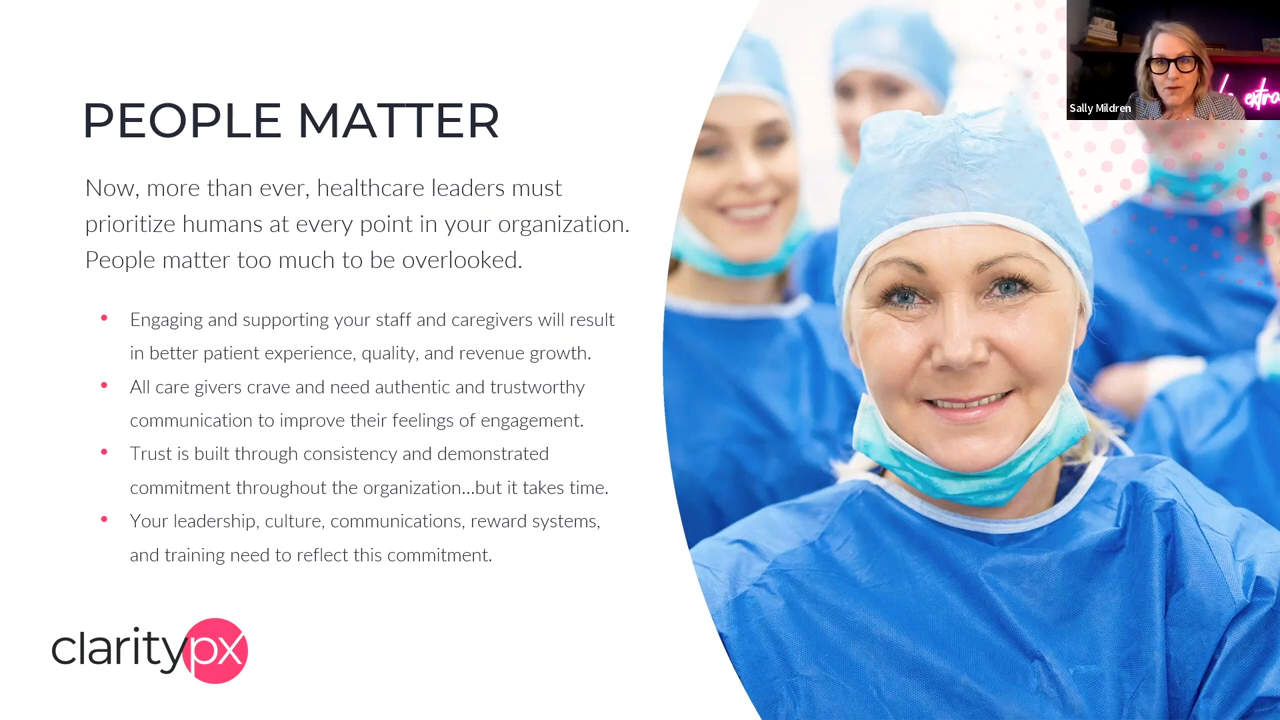 PEOPLE MATTER
Now, more than ever, healthcare leaders must
prioritize humans at every point in your organization.
People matter too much to be overlooked.
• Engaging and supporting your staff and caregivers will result
in better patient experience, quality, and revenue growth.
• All care givers crave and need authentic and trustworthy
communication to improve their feelings of engagement.
• Trust is built through consistency and demonstrated
commitment throughout the organization...but it takes time.
• Your leadership, culture, communications, reward systems,
and training need to reflect this commitment.
claritypx
Sally Mildren